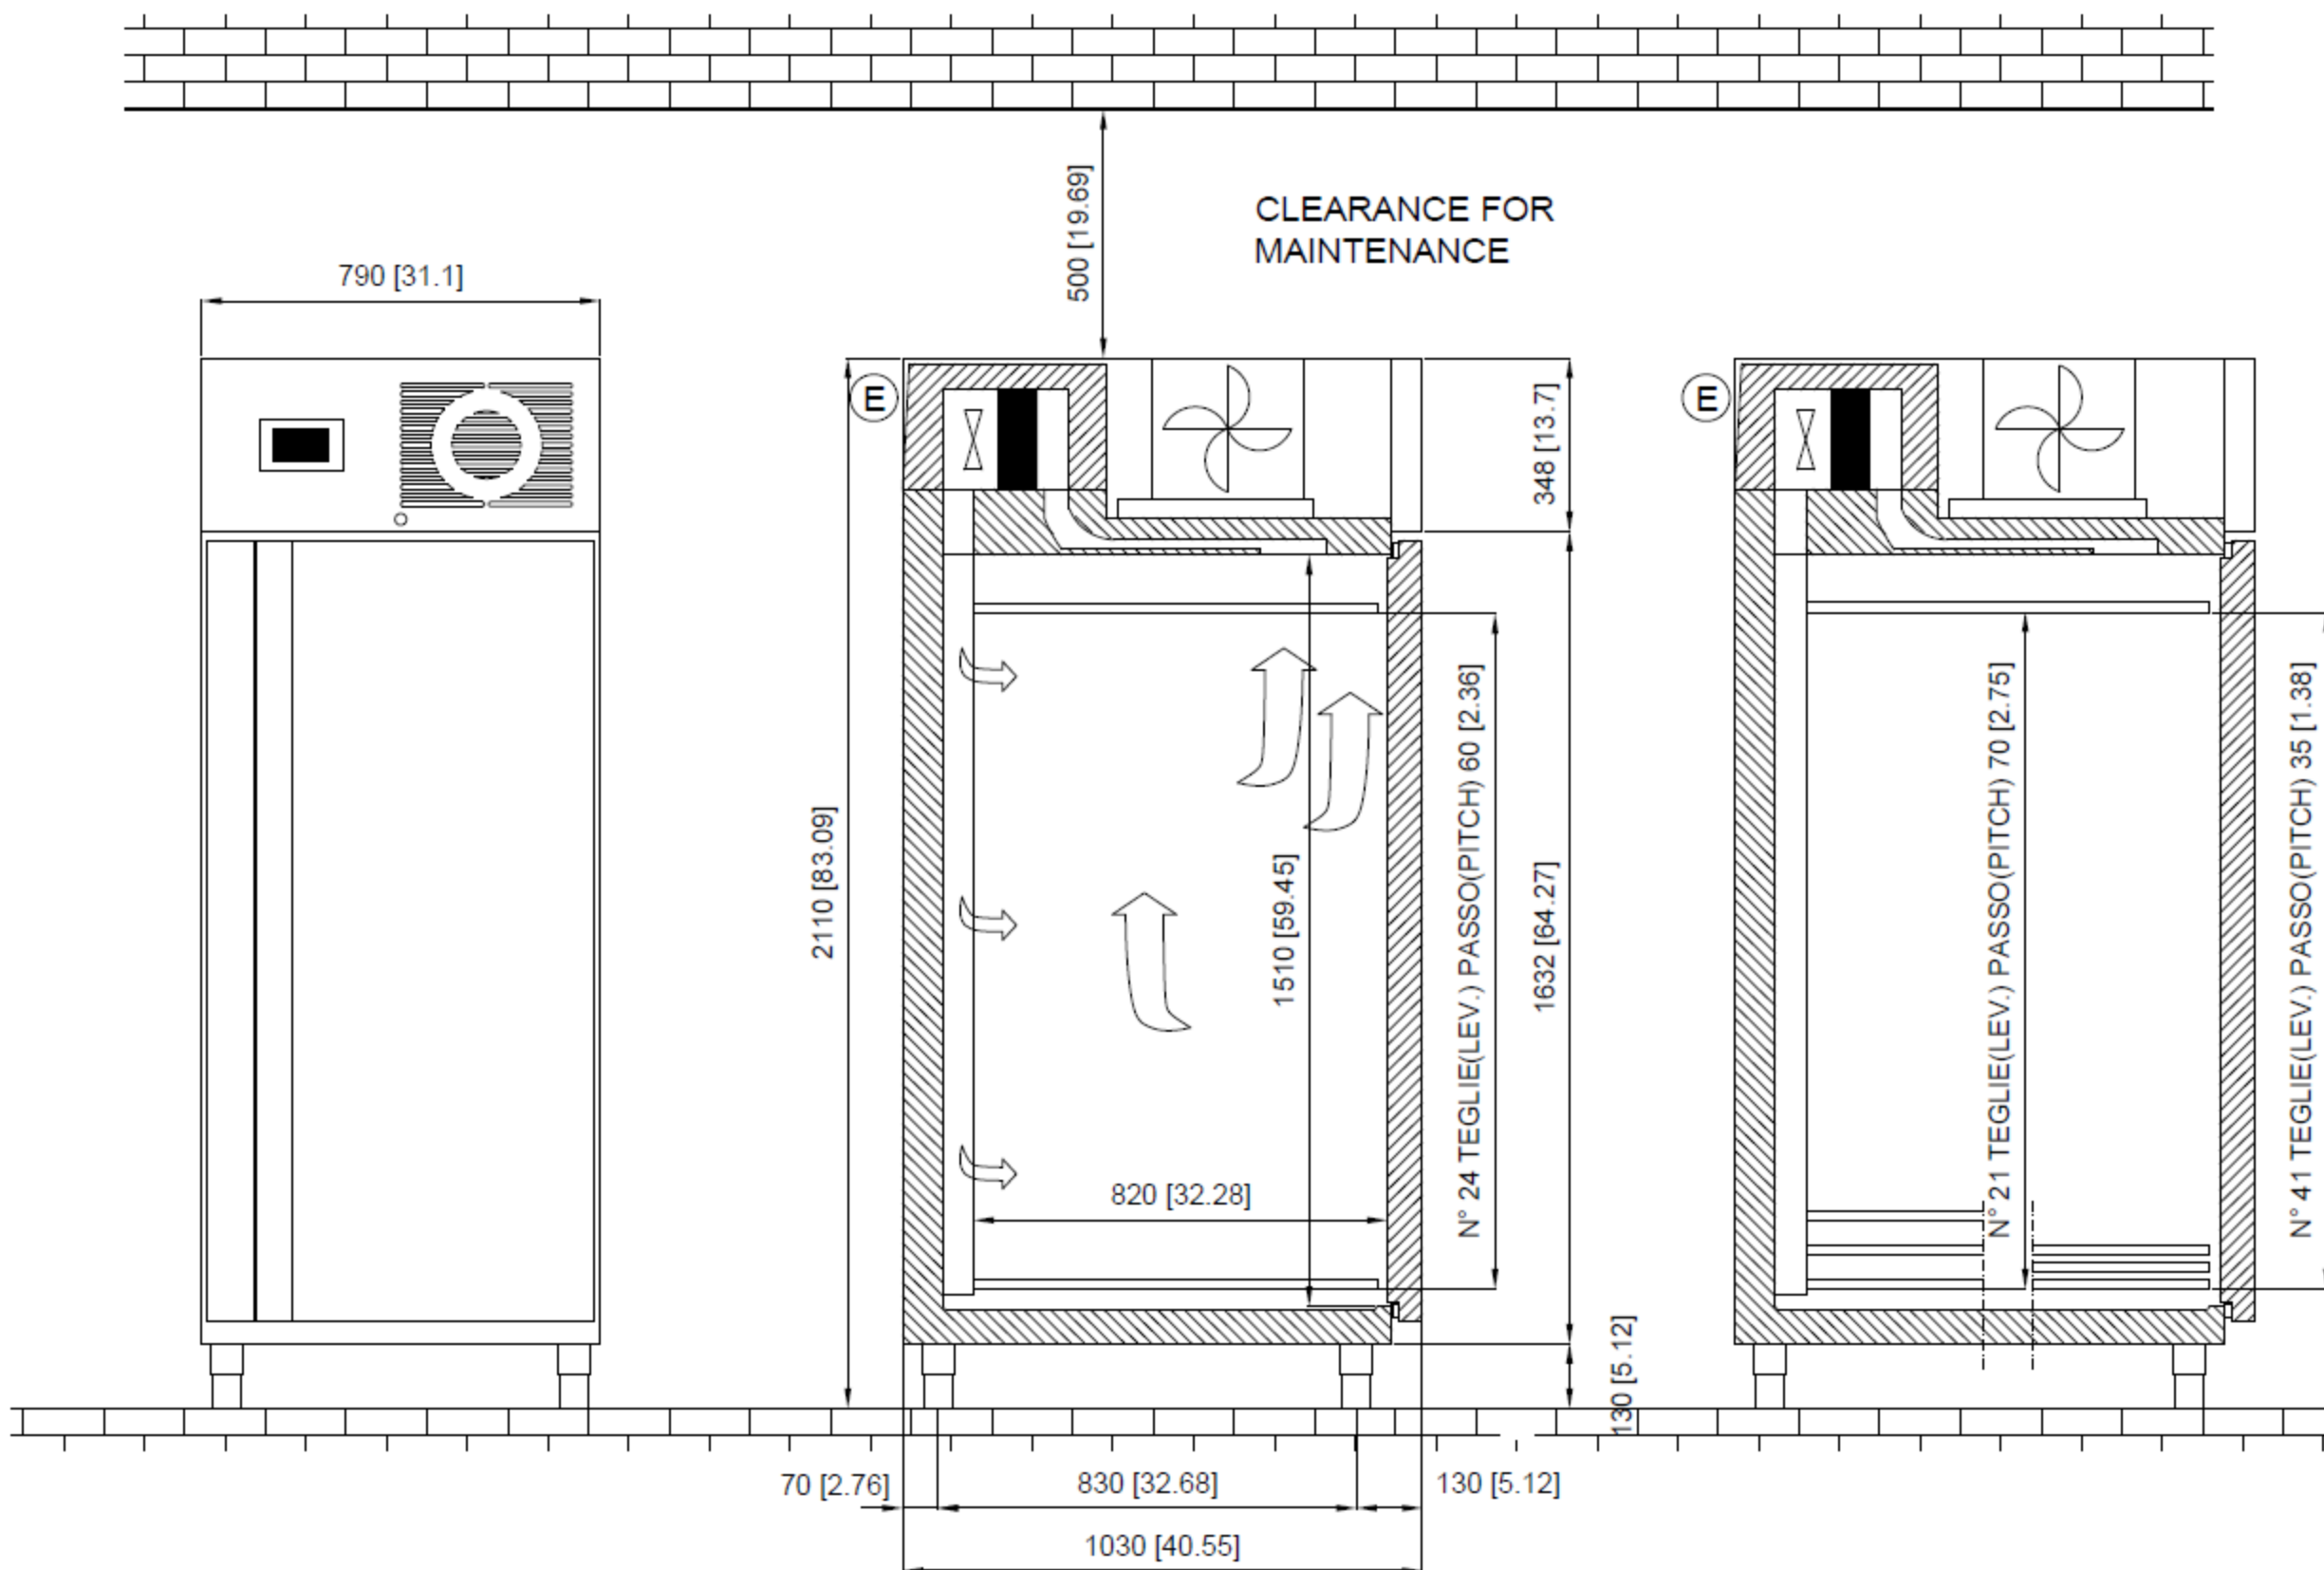 CLEARANCE FOR
MAINTENANCE
500 [19.69]
790 [31.1]
E
E
348 [13.7]
2110 [83.09]
1510 [59.45]
N° 24 TEGLIE(LEV.) PASSO(PITCH) 60 [2.36]
1632 [64.27]
N° 21 TEGLIE(LEV.) PASSO(PITCH) 70 [2.75]
N° 41 TEGLIE(LEV.) PASSO(PITCH) 35 [1.38]
820 [32.28]
130 [5.12]
70 [2.76]
830 [32.68]
130 [5.12]
1030 [40.55]